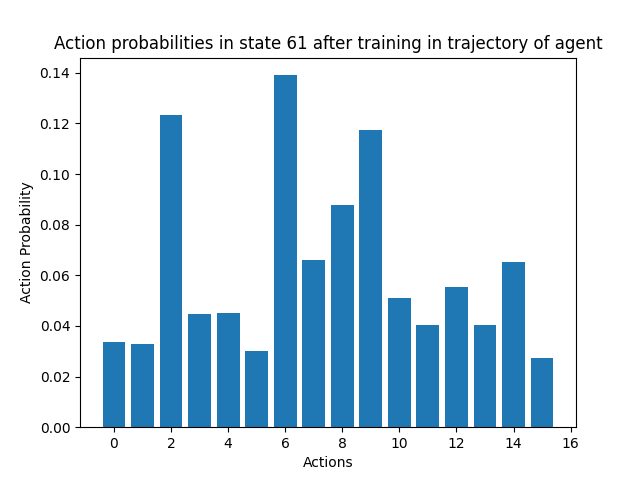 Action probabilities in state 61 after training in trajectory of agent
0.14
0.12
0.10
0.08
0.06
0.04
0.02
0.00
Action Probability
0 2 4 6 8 10 12 14 16
Actions